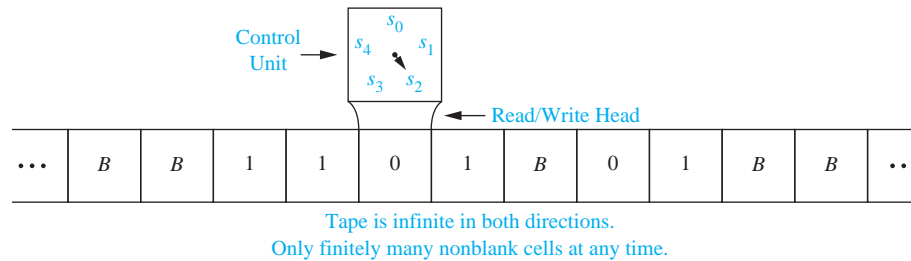 s0
Control
Unit
s4 s1
s3 s2
Read/Write Head
... B B 1 1 0 1 B 0 1 B B ..
Tape is infinite in both directions.
Only finitely many nonblank cells at any time.